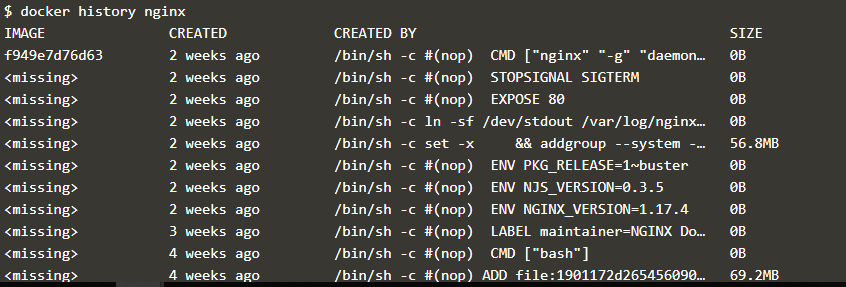 $ docker history nginx
IMAGE CREATED CREATED BY SIZE
f949e7d76d63 2 weeks ago /bin/sh -c #(nop) CMD ["nginx" "-g" "daemon… 0B
<missing> 2 weeks ago /bin/sh -c #(nop) STOPSIGNAL SIGTERM 0B
<missing> 2 weeks ago /bin/sh -c #(nop) EXPOSE 80 0B
<missing> 2 weeks ago /bin/sh -c ln -sf /dev/stdout /var/log/nginx… 0B
<missing> 2 weeks ago /bin/sh -c set -x && addgroup --system -… 56.8MB
<missing> 2 weeks ago /bin/sh -c #(nop) ENV PKG_RELEASE=1~buster 0B
<missing> 2 weeks ago /bin/sh -c #(nop) ENV NJS_VERSION=0.3.5 0B
<missing> 2 weeks ago /bin/sh -c #(nop) ENV NGINX_VERSION=1.17.4 0B
<missing> 3 weeks ago /bin/sh -c #(nop) LABEL maintainer=NGINX Do… 0B
<missing> 4 weeks ago /bin/sh -c #(nop) CMD ["bash"] 0B
<missing> 4 weeks ago /bin/sh -c #(nop) ADD file:1901172d265456090… 69.2MB